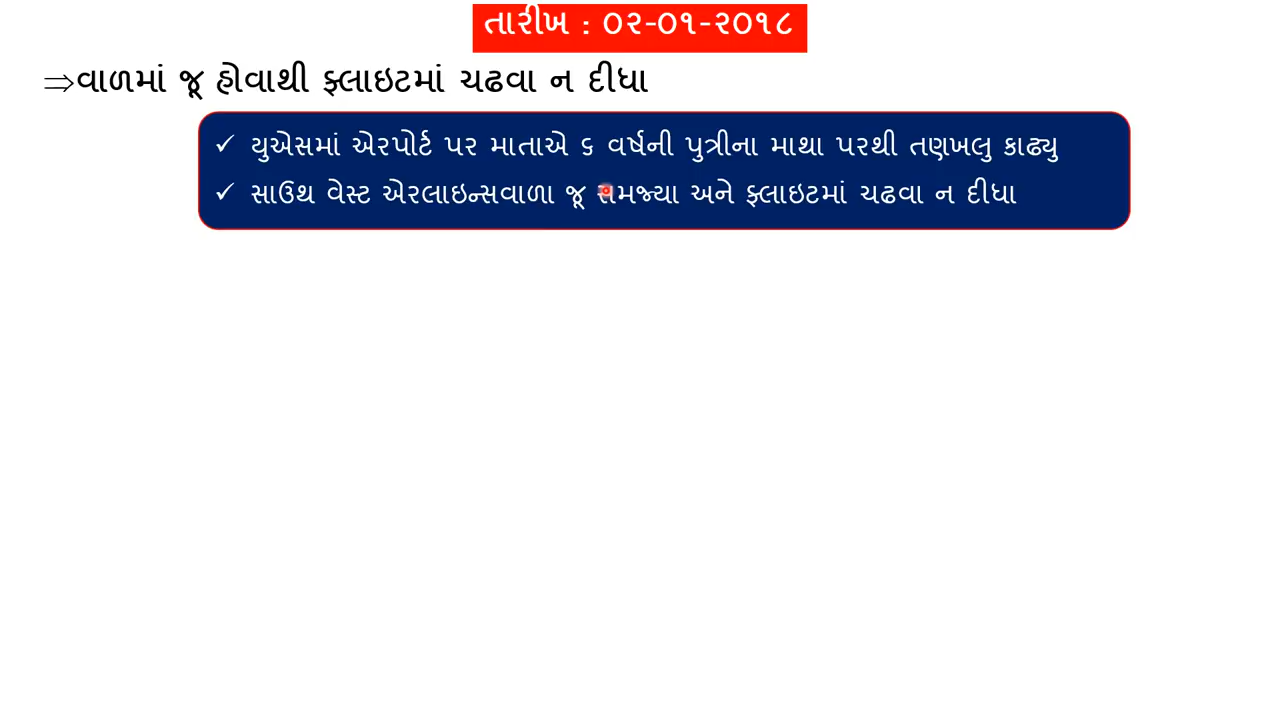 તારીખ : ૦૨-૦૧-૨૦૧૮
⇒વાળમાં જૂ હોવાથી ફ્લાઇટમાં ચઢવા ન દીધા
✓ યુએસમાં એરપોર્ટ પર માતાએ ૬ વર્ષની પુત્રીના માથા પરથી તણખલુ કાઢ્યુ
✓ સાઉથ વેસ્ટ એરલાઇન્સવાળા જૂ સમજ્યા અને ફ્લાઇટમાં ચઢવા ન દીધા